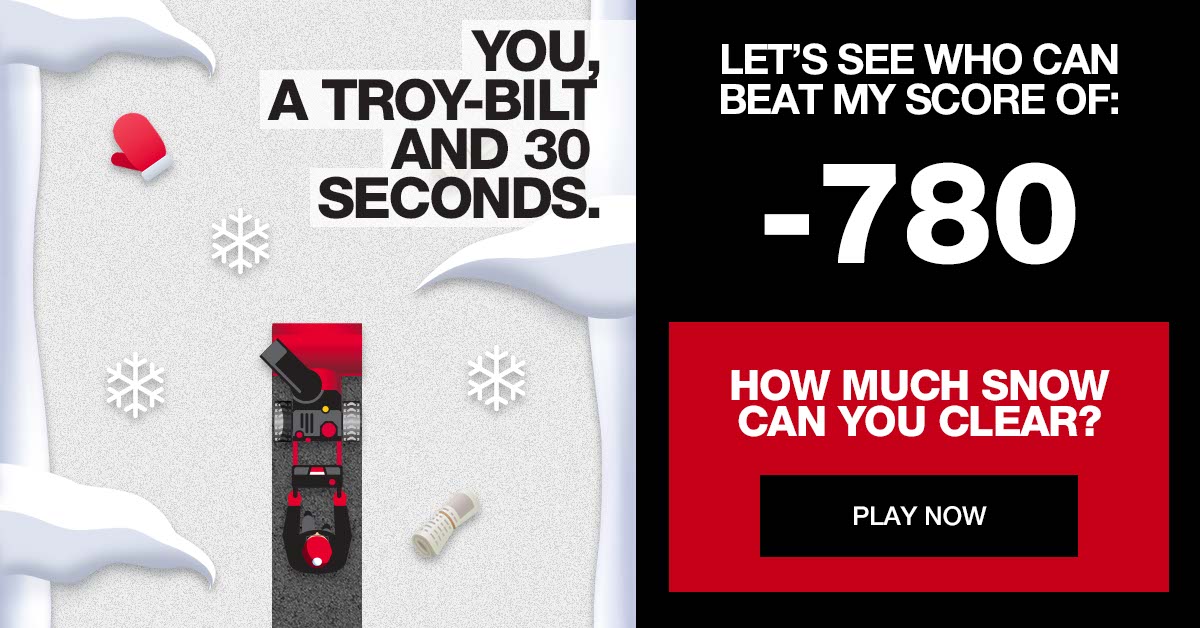 YOU,
A TROY-BILT
AND 30
SECONDS.
LET’S SEE WHO CAN
BEAT MY SCORE OF:
-780
HOW MUCH SNOW
CAN YOU CLEAR?
PLAY NOW